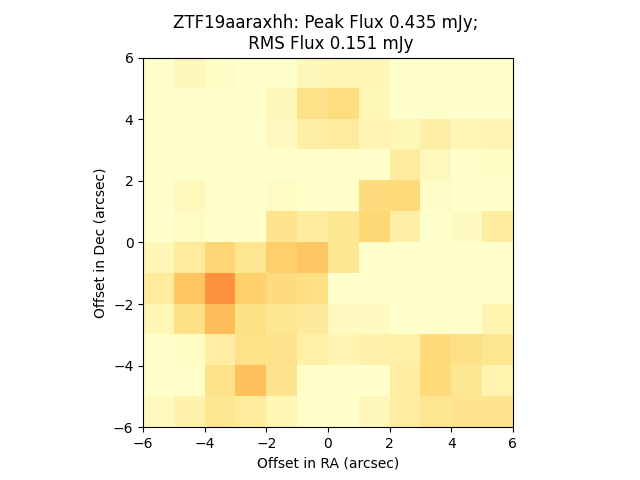 ZTF19aaraxhh: Peak Flux 0.435 mJy;
RMS Flux 0.151 mJy
6
4
2
0
−2
−4
−6
Offset in Dec (arcsec)
−6 −4 −2 0 2 4 6
Offset in RA (arcsec)